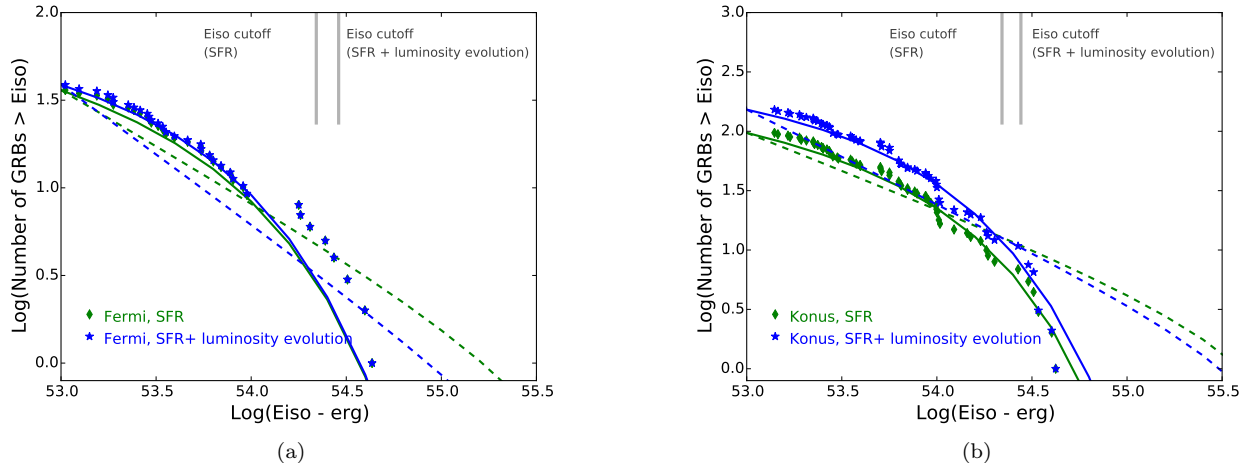 2.0
1.5
1.0
0.5
0.0
Log(Number of GRBs > Eiso)
Eiso cutoff
(SFR)
Eiso cutoff
(SFR + luminosity evolution)
Fermi, SFR
Fermi, SFR+ luminosity evolution
53.0 53.5 54.0 54.5 55.0 55.5
Log(Eiso - erg)
(a)
3.0
2.5
2.0
1.5
1.0
0.5
0.0
Log(Number of GRBs > Eiso)
Eiso cutoff
(SFR)
Eiso cutoff
(SFR + luminosity evolution)
Konus, SFR
Konus, SFR+ luminosity evolution
53.0 53.5 54.0 54.5 55.0 55.5
Log(Eiso - erg)
(b)